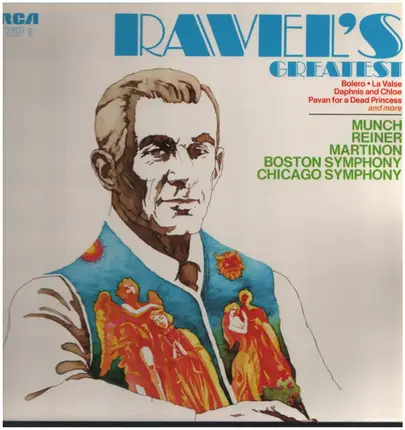 RCA
RAVEL'S
GREATEST
Bolero • La Valse
Daphnis and Chloe
Pavan for a Dead Princess
and more
MUNCH
REINER
MARTINON
BOSTON SYMPHONY
CHICAGO SYMPHONY